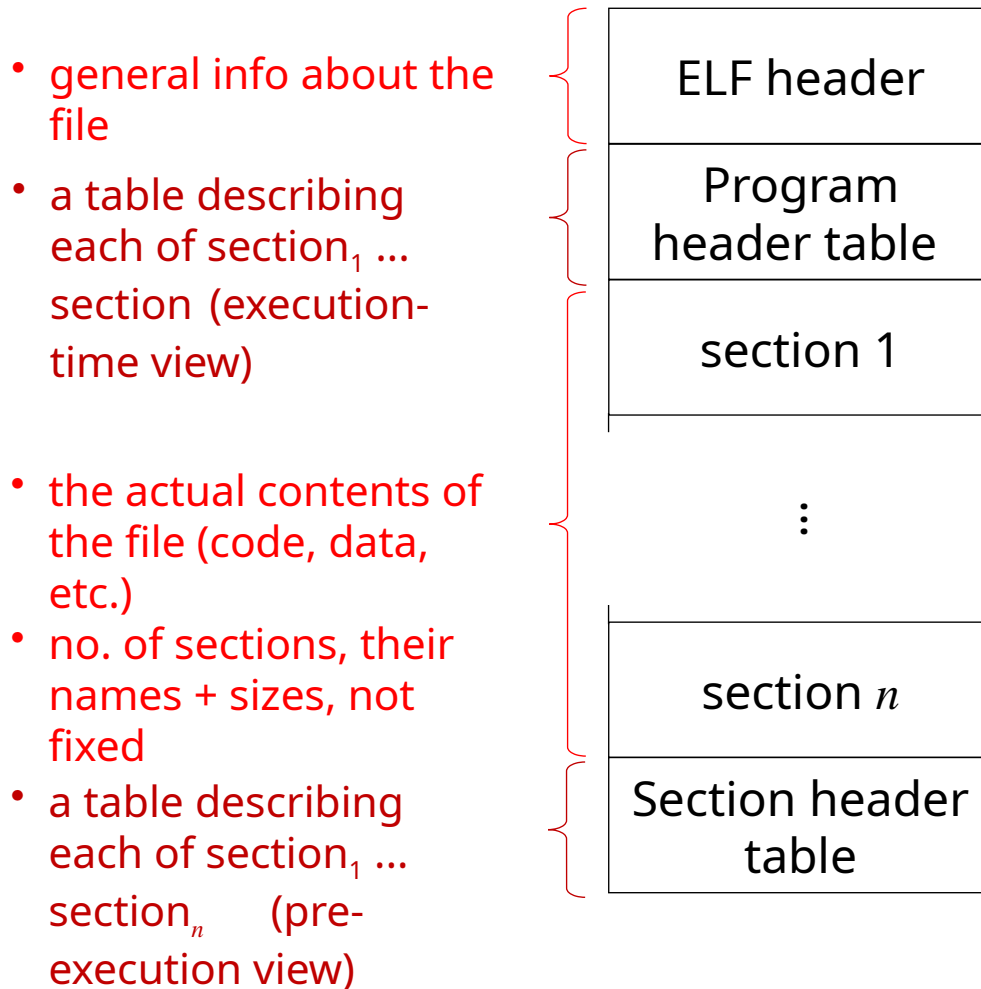 • general info about the
file
• a table describing
each of section₁ ...
section (execution-
time view)
• the actual contents of
the file (code, data,
etc.)
• no. of sections, their
names + sizes, not
fixed
• a table describing
each of section₁ ...
sectionₙ (pre-
execution view)
ELF header
Program
header table
section 1
⋮
section n
Section header
table